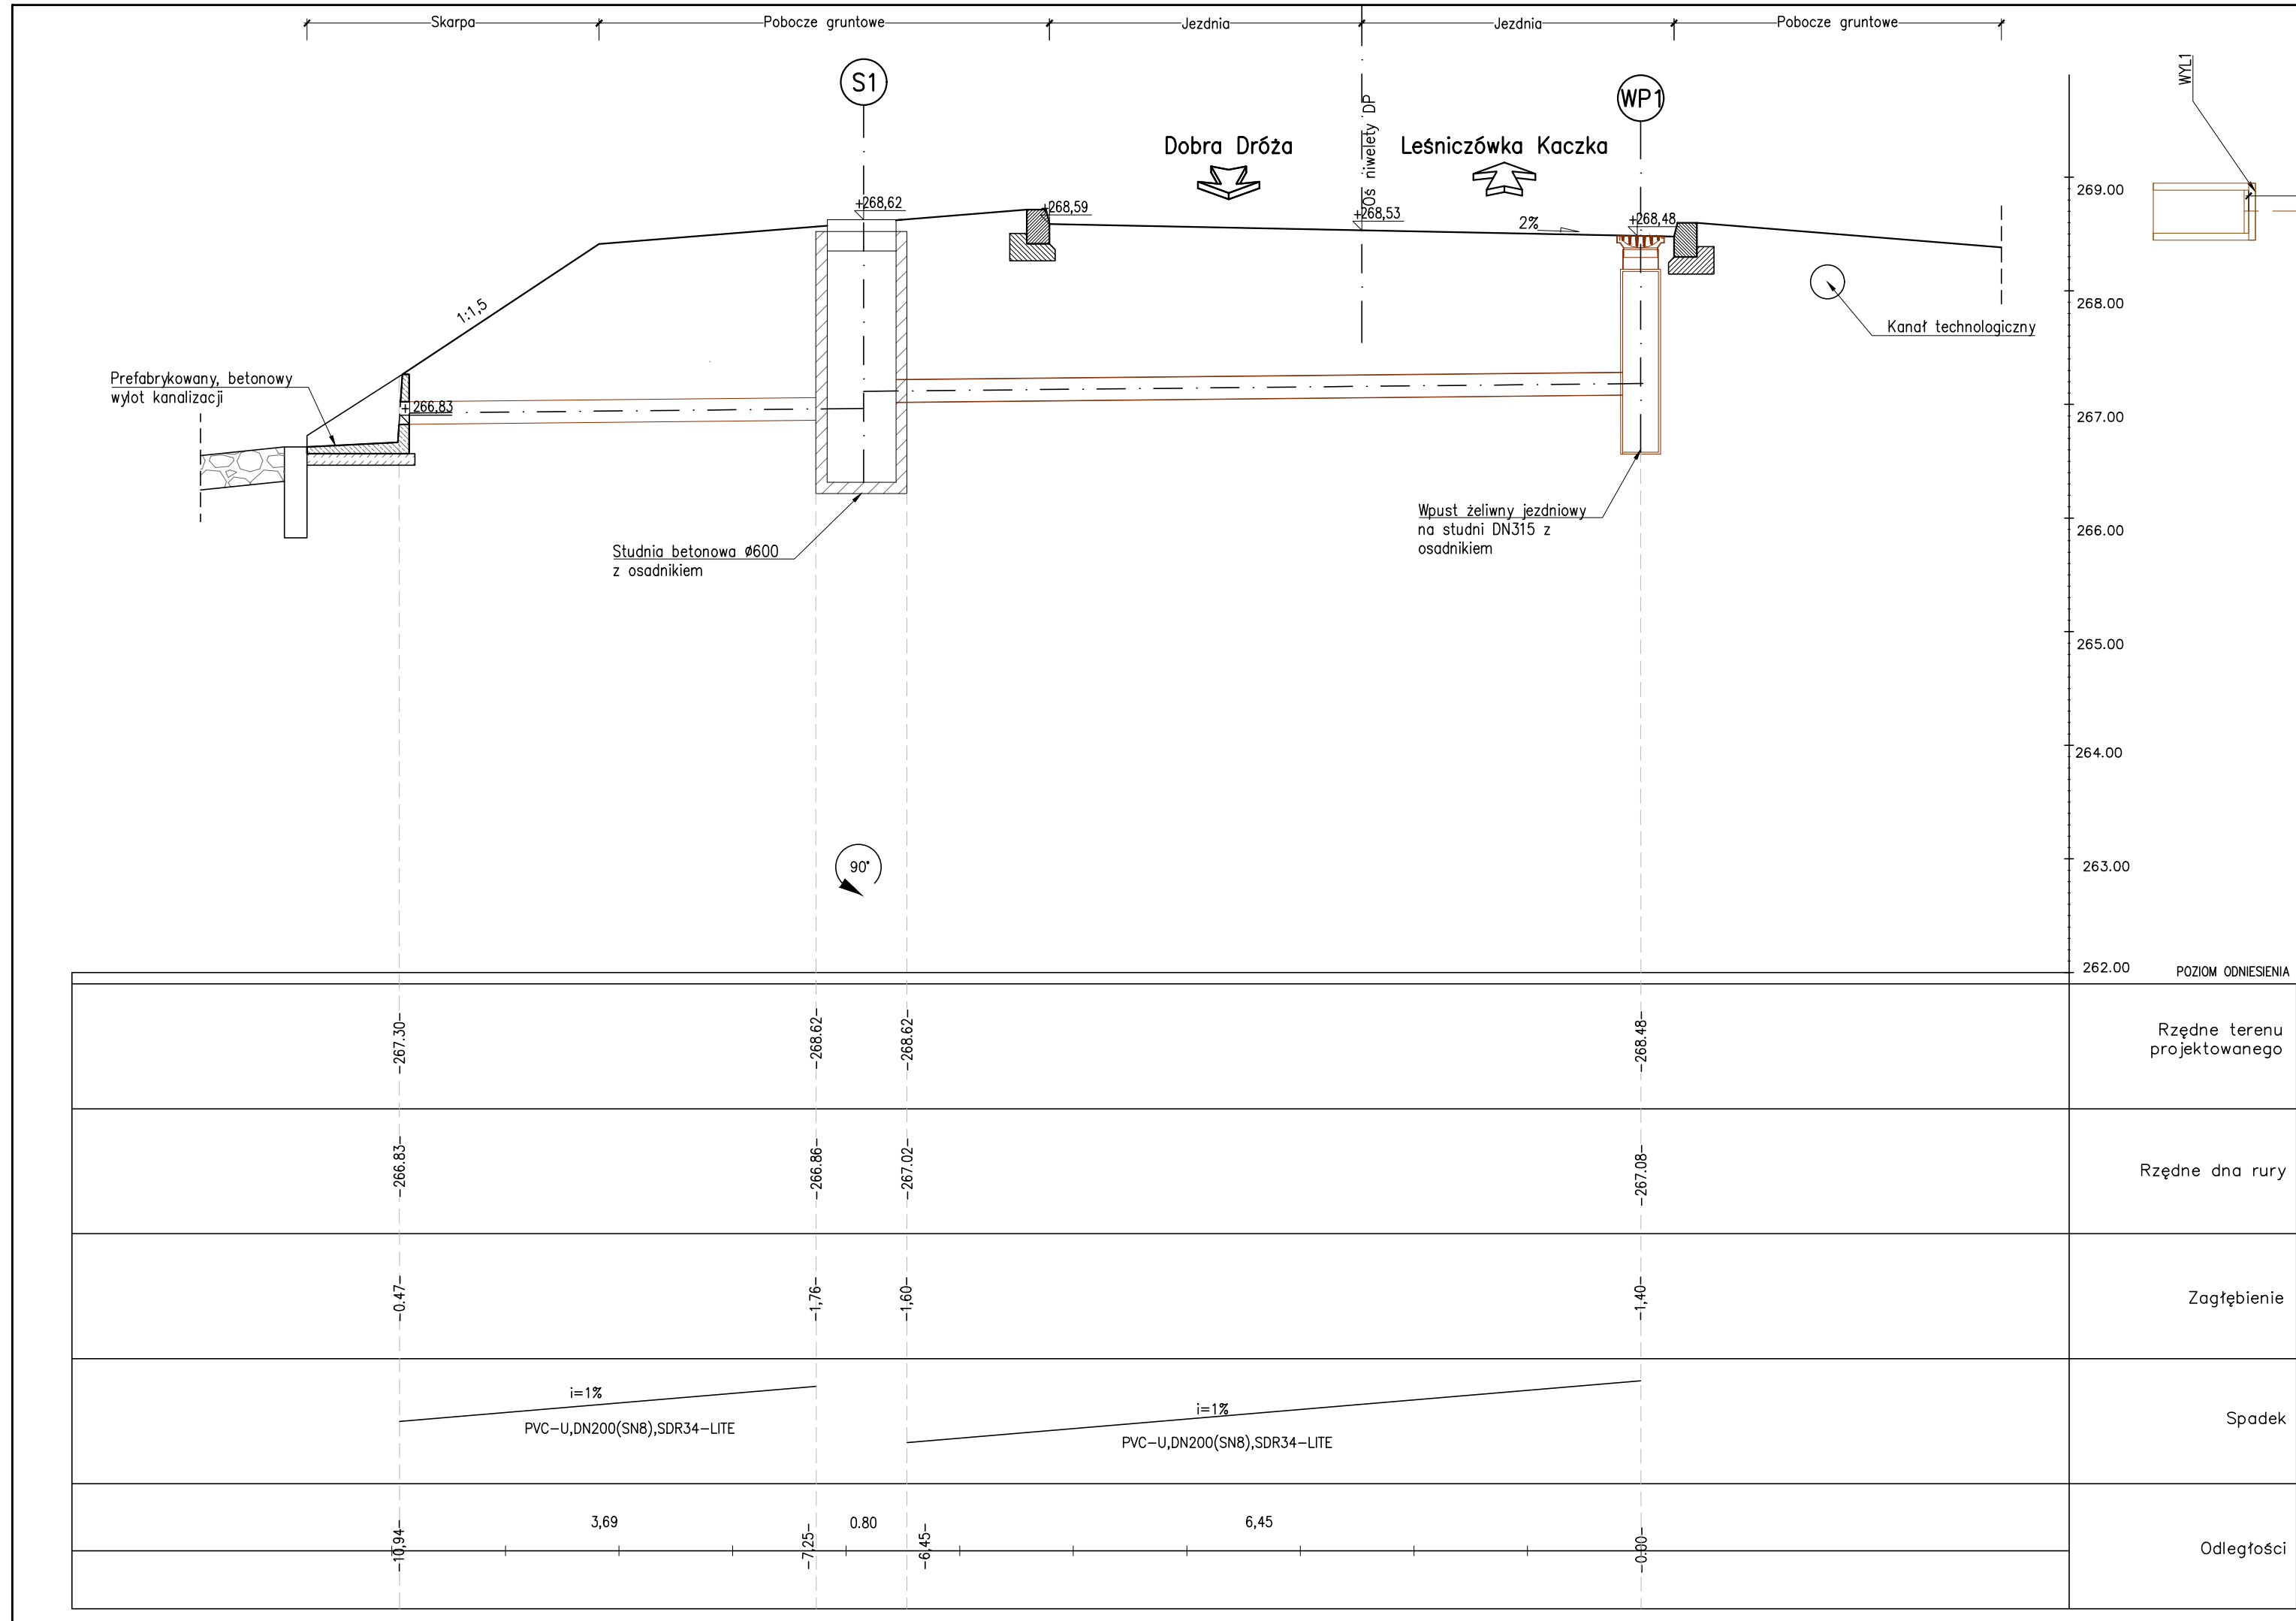 Skarpa
Pobocze gruntowe
Jezdnia
Jezdnia
Pobocze gruntowe
S1
WP1
WYL1
Oś niwelety DP
Dobra Dróża
Leśniczówka Kaczka
+268,62
+268,59
+268,53
2%
+268,48
269.00
268.00
267.00
266.00
265.00
264.00
263.00
262.00
1:1,5
Kanał technologiczny
Prefabrykowany, betonowy
wylot kanalizacji
+ 266,83
Wpust żeliwny jezdniowy
na studni DN315 z
osadnikiem
Studnia betonowa Ø600
z osadnikiem
90°
POZIOM ODNIESIENIA
-267.30-
-268.62-
-268.62-
-268.48-
Rzędne terenu
projektowanego
-266.83-
-266.86-
-267.02-
-267.08-
Rzędne dna rury
-0.47-
-1,76-
-1,60-
-1,40-
Zagłębienie
i=1%
PVC-U,DN200(SN8),SDR34-LITE
i=1%
PVC-U,DN200(SN8),SDR34-LITE
Spadek
3,69
0.80
6,45
-10,94-
-7,25-
-6,45-
-0.00-
Odległości